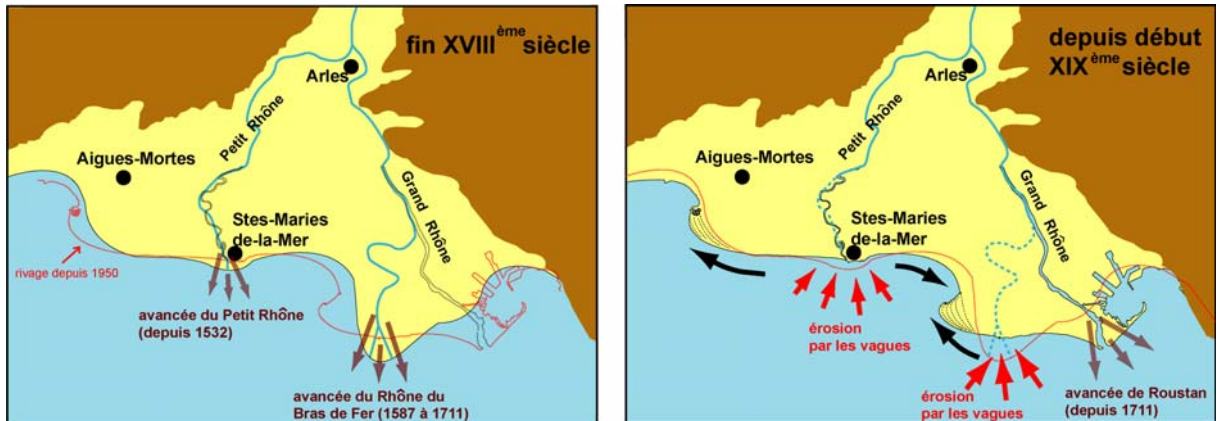 fin XVIIIème siècle
Arles
Petit Rhône
Aigues-Mortes
Grand Rhône
Stes-Maries
de-la-Mer
rivage depuis 1950
avancée du Petit Rhône
(depuis 1532)
avancée du Rhône du
Bras de Fer (1587 à 1711)
depuis début
XIXème siècle
Arles
Petit Rhône
Aigues-Mortes
Grand Rhône
Stes-Maries
de-la-Mer
érosion
par les vagues
érosion
par les vagues
avancée de Roustan
(depuis 1711)